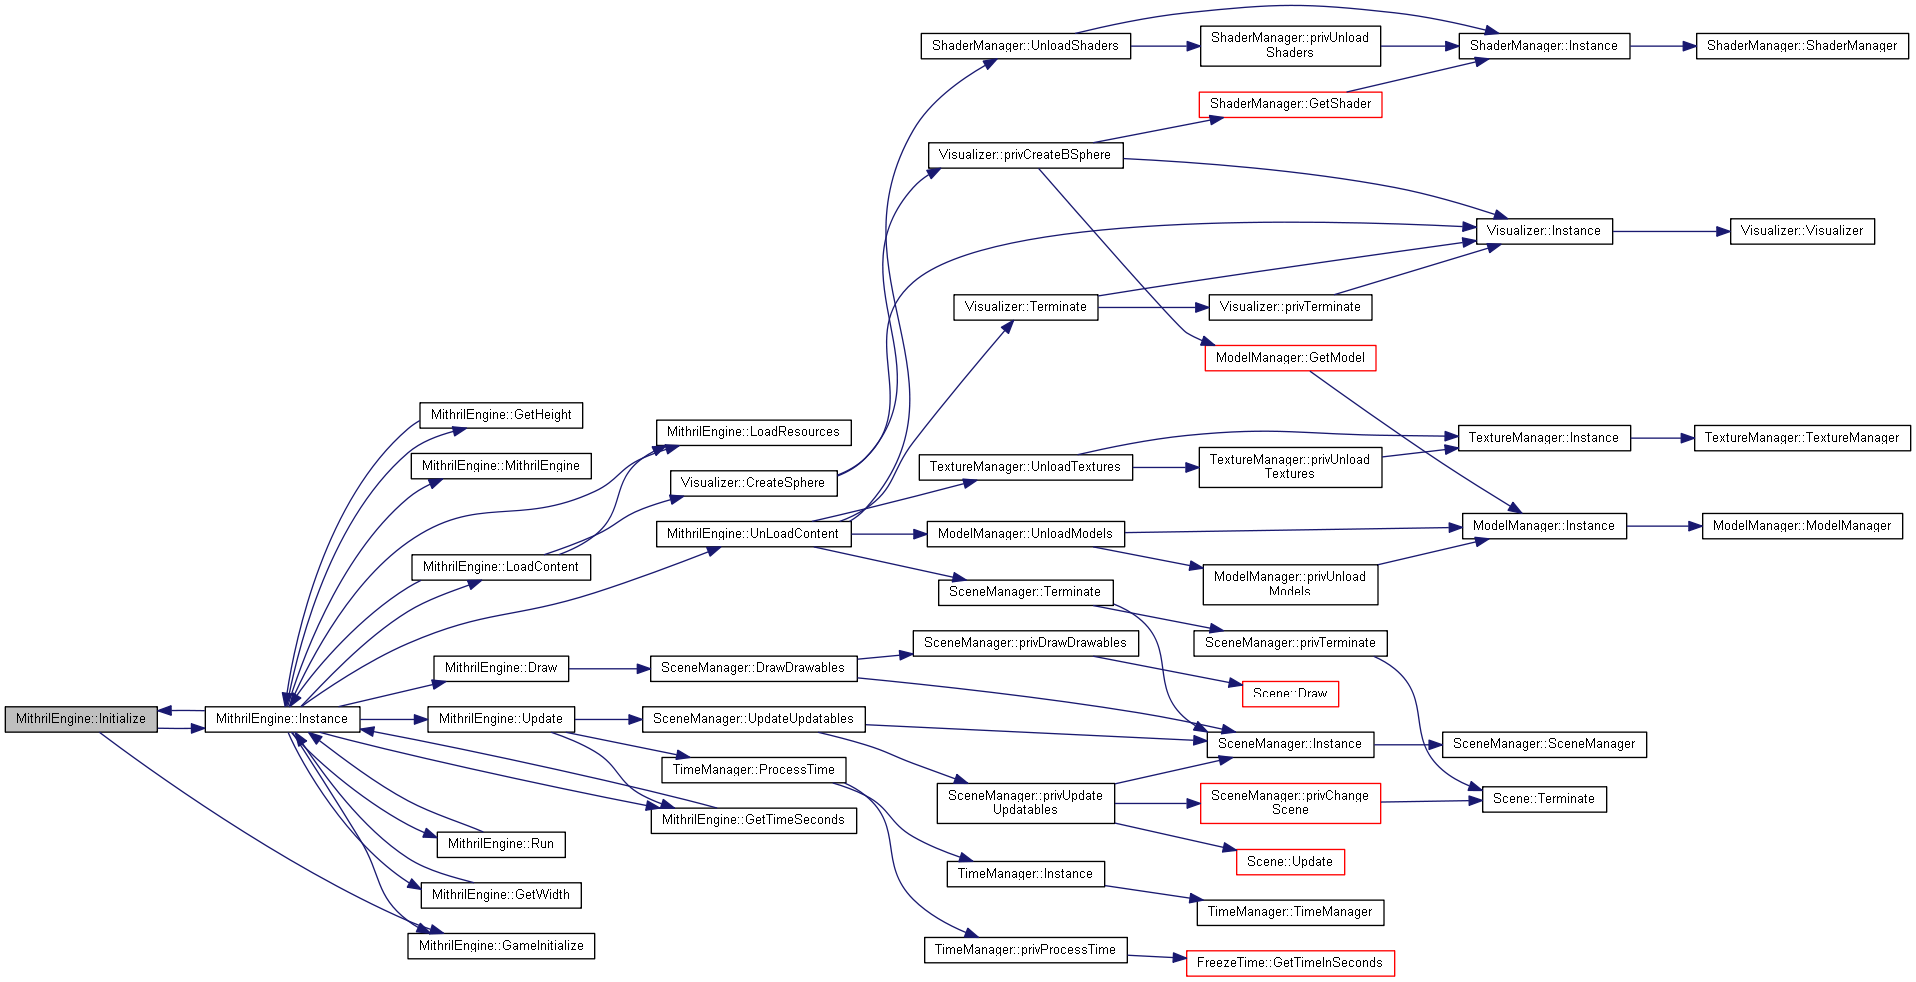 ShaderManager::UnloadShaders
ShaderManager::privUnload
Shaders
ShaderManager::Instance
ShaderManager::ShaderManager
ShaderManager::GetShader
Visualizer::privCreateBSphere
Visualizer::Instance
Visualizer::Visualizer
Visualizer::Terminate
Visualizer::privTerminate
ModelManager::GetModel
MithrilEngine::GetHeight
MithrilEngine::LoadResources
MithrilEngine::MithrilEngine
Visualizer::CreateSphere
TextureManager::UnloadTextures
TextureManager::privUnload
Textures
TextureManager::Instance
TextureManager::TextureManager
MithrilEngine::UnLoadContent
ModelManager::UnloadModels
ModelManager::Instance
ModelManager::ModelManager
MithrilEngine::LoadContent
ModelManager::privUnload
Models
SceneManager::Terminate
SceneManager::privDrawDrawables
SceneManager::privTerminate
MithrilEngine::Draw
SceneManager::DrawDrawables
Scene::Draw
MithrilEngine::Initialize
MithrilEngine::Instance
MithrilEngine::Update
SceneManager::UpdateUpdatables
SceneManager::Instance
SceneManager::SceneManager
TimeManager::ProcessTime
SceneManager::privUpdate
Updatables
SceneManager::privChange
Scene
Scene::Terminate
MithrilEngine::GetTimeSeconds
MithrilEngine::Run
Scene::Update
TimeManager::Instance
MithrilEngine::GetWidth
TimeManager::TimeManager
MithrilEngine::GameInitialize
TimeManager::privProcessTime
FreezeTime::GetTimeInSeconds